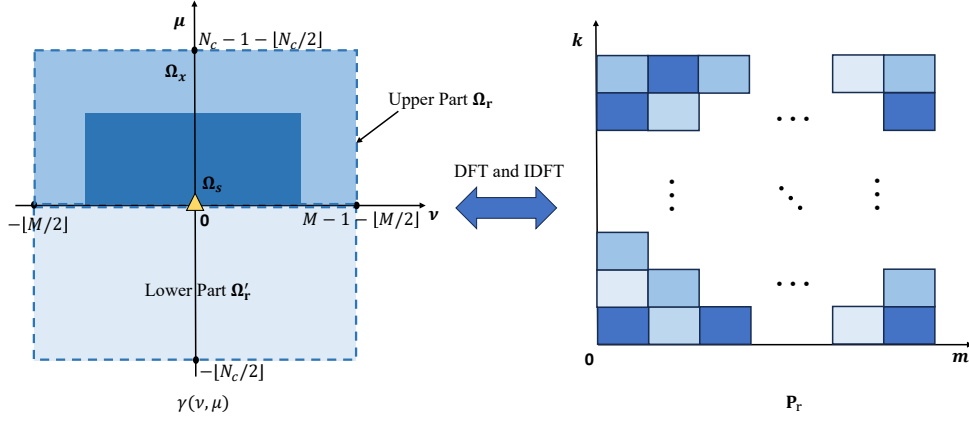 μ
N_c − 1 − ⌊N_c/2⌋
Ω_x
Upper Part Ω_r
Ω_s
−⌊M/2⌋
0
M − 1 − ⌊M/2⌋
ν
Lower Part Ω′_r
−⌊N_c/2⌋
γ(ν, μ)
DFT and IDFT
k
...
...
0
m
P_r